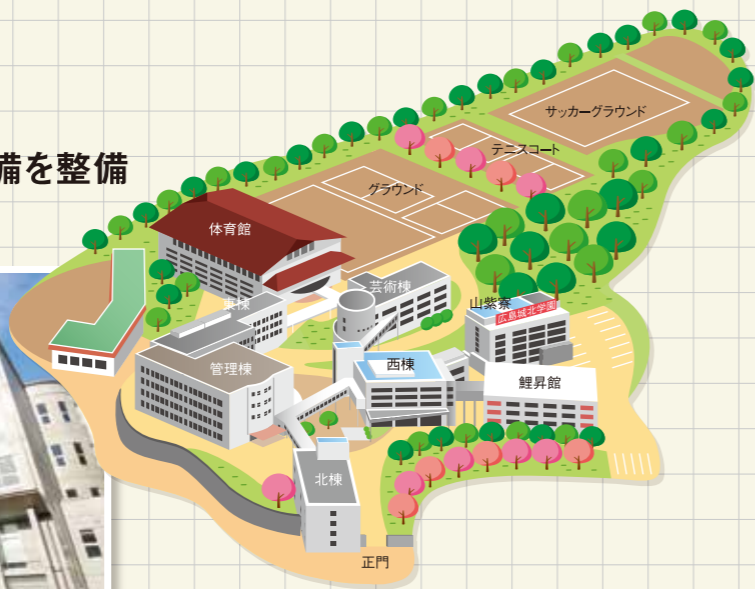 備を整備
サッカーグラウンド
テニスコート
グラウンド
体育館
芸術棟
山紫寮
広島城北学園
東棟
管理棟
西棟
鯉昇館
北棟
正門